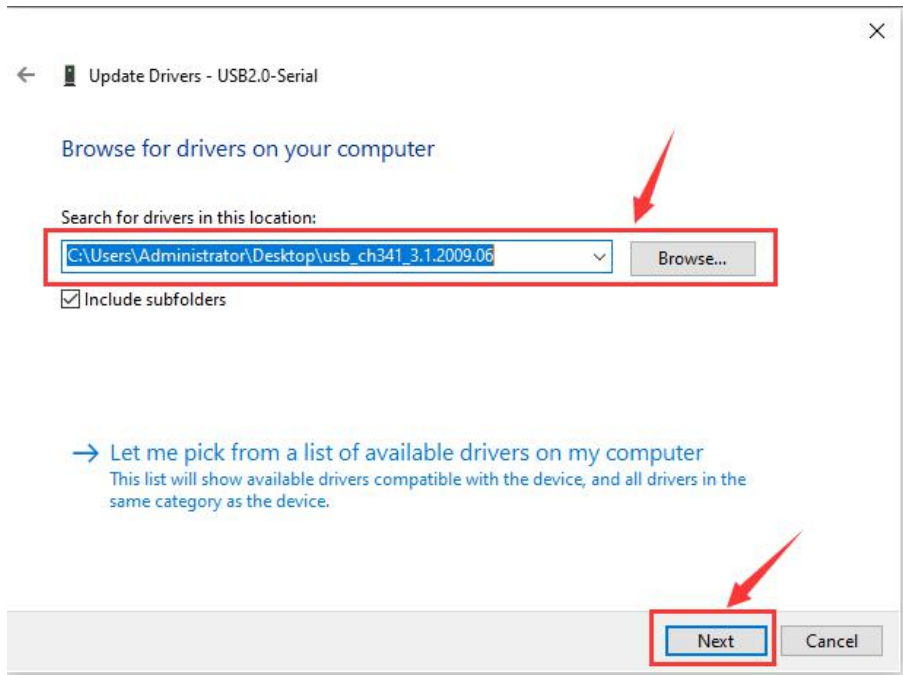 Update Drivers - USB2.0-Serial
Browse for drivers on your computer
Search for drivers in this location:
C:\Users\Administrator\Desktop\usb_ch341_3.1.2009.06
Browse...
Include subfolders
Let me pick from a list of available drivers on my computer
This list will show available drivers compatible with the device, and all drivers in the
same category as the device.
Next
Cancel